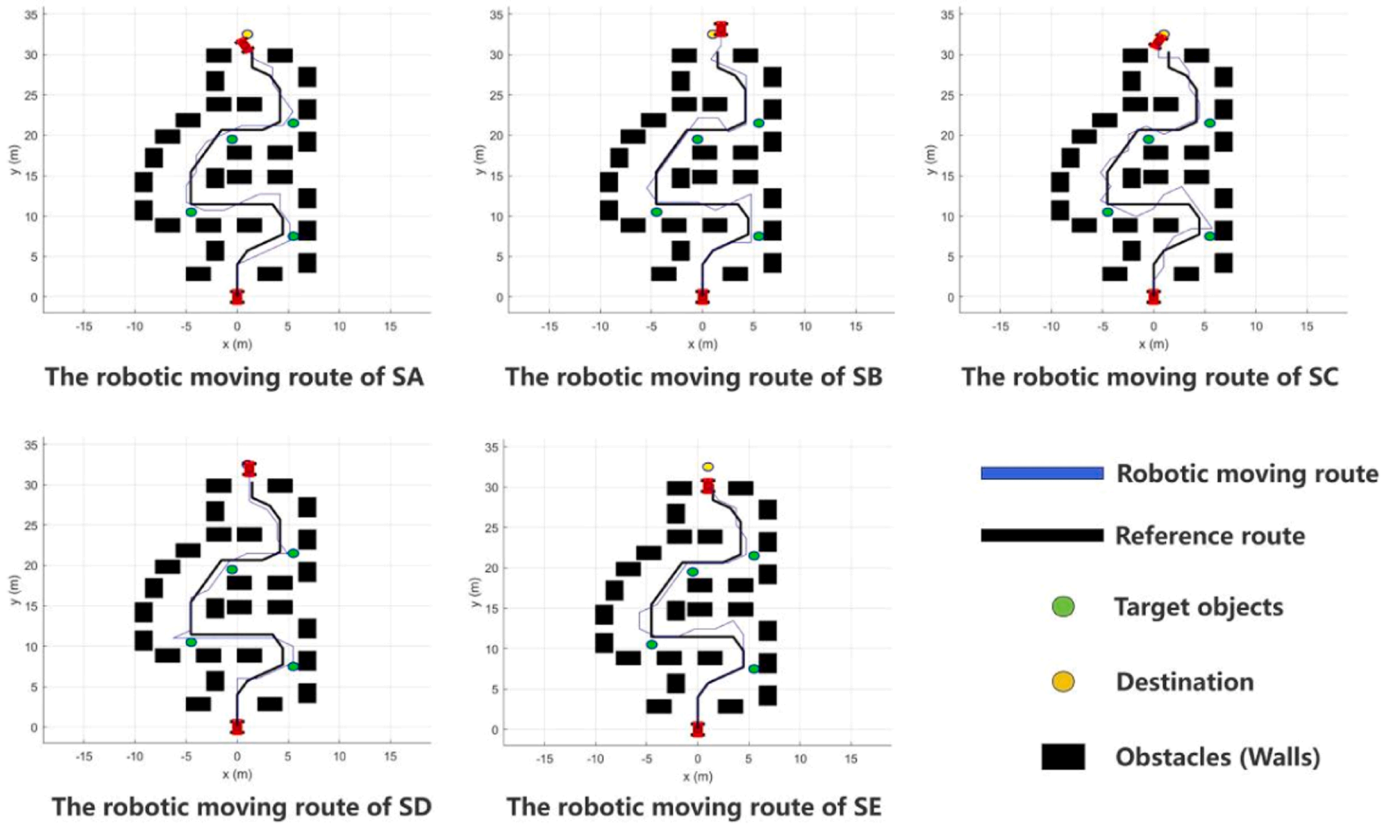 35
30
25
20
15
10
5
0
y (m)
-15 -10 -5 0 5 10 15
x (m)
The robotic moving route of SA
35
30
25
20
15
10
5
0
y (m)
-15 -10 -5 0 5 10 15
x (m)
The robotic moving route of SB
35
30
25
20
15
10
5
0
y (m)
-15 -10 -5 0 5 10 15
x (m)
The robotic moving route of SC
35
30
25
20
15
10
5
0
y (m)
-15 -10 -5 0 5 10 15
x (m)
The robotic moving route of SD
35
30
25
20
15
10
5
0
y (m)
-15 -10 -5 0 5 10 15
x (m)
The robotic moving route of SE
Robotic moving route
Reference route
Target objects
Destination
Obstacles (Walls)